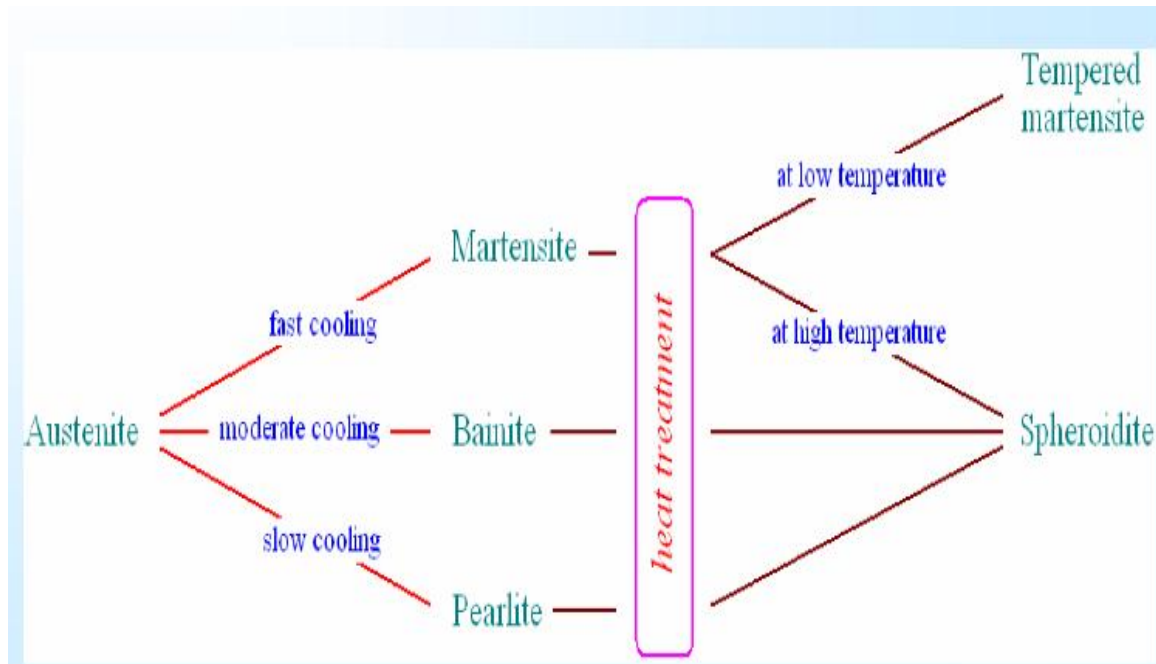 Tempered
martensite
at low temperature
Martensite
fast cooling
at high temperature
heat treatment
Austenite
moderate cooling
Bainite
Spheroidite
slow cooling
Pearlite